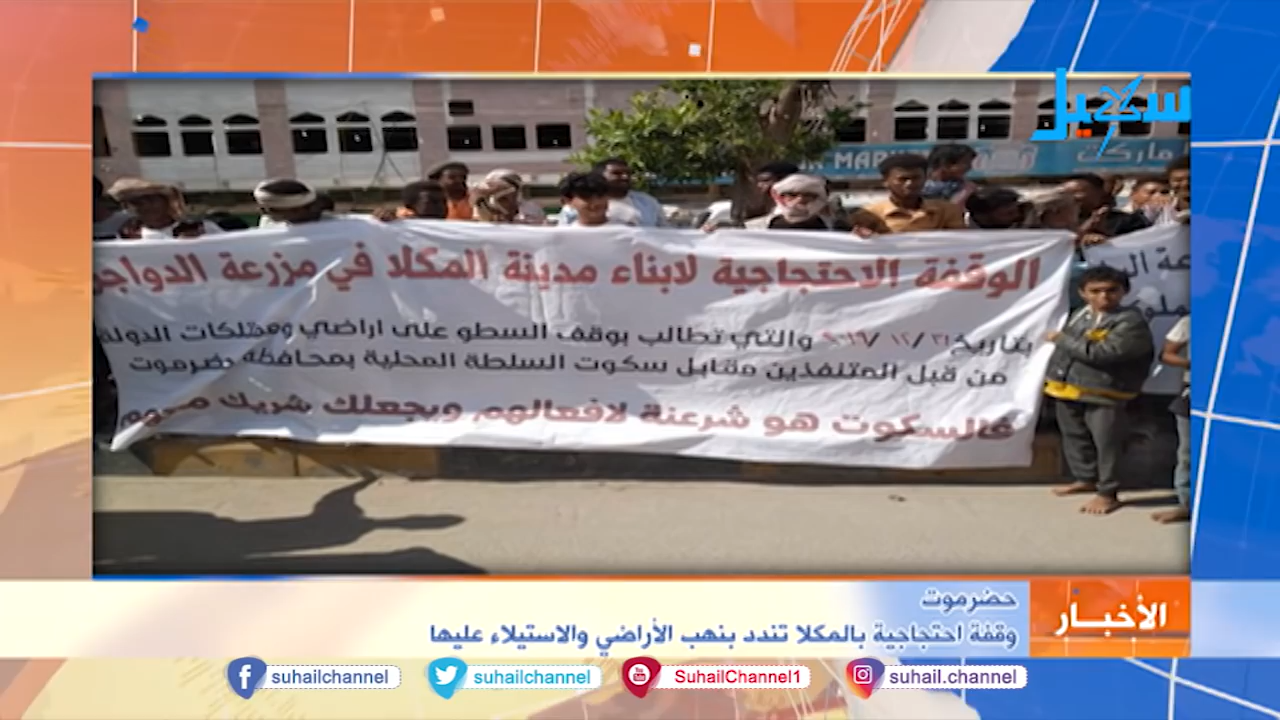 سهيل
MARK
ماركت
الوقفة الاحتجاجية لابناء مدينة المكلا في مزرعة الدواجن
بتاريخ ٢١/ ١٢/ ٢٠١٩ والتي تطالب بوقف السطو على اراضي وممتلكات الدولة
من قبل المتنفذين مقابل سكوت السلطة المحلية بمحافظة حضرموت
فالسكوت هو شرعنة لافعالهم ويجعلك شريك معهم
الأخبار
حضرموت
وقفة احتجاجية بالمكلا تندد بنهب الأراضي والاستيلاء عليها
suhailchannel
suhailchannel
SuhailChannel1
suhail.channel